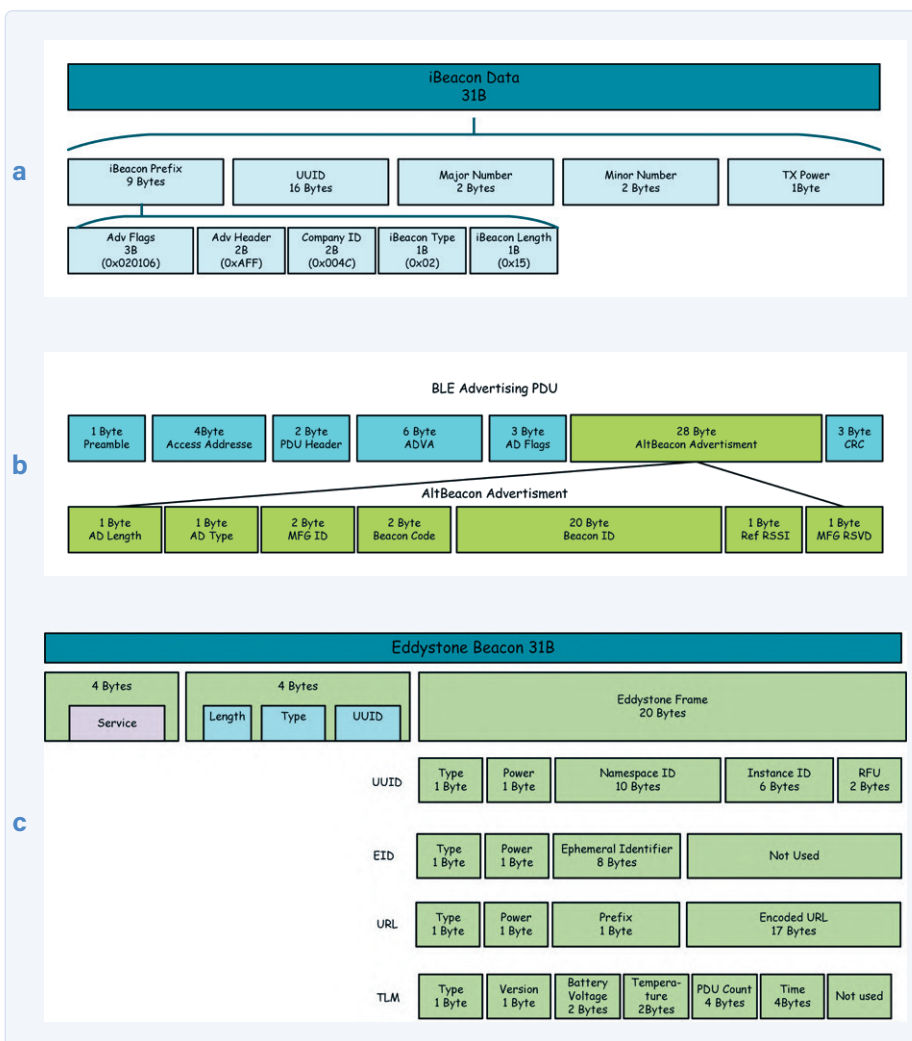 iBeacon Data
31B
a
iBeacon Prefix
9 Bytes
UUID
16 Bytes
Major Number
2 Bytes
Minor Number
2 Bytes
TX Power
1Byte
Adv Flags
3B
(0x020106)
Adv Header
2B
(0xAFF)
Company ID
2B
(0x004C)
iBeacon Type
1B
(0x02)
iBeacon Length
1B
(0x15)
b
BLE Advertising PDU
1 Byte
Preamble
4Byte
Access Addresse
2 Byte
PDU Header
6 Byte
ADVA
3 Byte
AD Flags
28 Byte
AltBeacon Advertisment
3 Byte
CRC
AltBeacon Advertisment
1 Byte
AD Length
1 Byte
AD Type
2 Byte
MFG ID
2 Byte
Beacon Code
20 Byte
Beacon ID
1 Byte
Ref RSSI
1 Byte
MFG RSVD
c
Eddystone Beacon 31B
4 Bytes
Service
4 Bytes
Length
Type
UUID
Eddystone Frame
20 Bytes
UUID
Type
1 Byte
Power
1 Byte
Namespace ID
10 Bytes
Instance ID
6 Bytes
RFU
2 Bytes
EID
Type
1 Byte
Power
1 Byte
Ephemeral Identifier
8 Bytes
Not Used
URL
Type
1 Byte
Power
1 Byte
Prefix
1 Byte
Encoded URL
17 Bytes
TLM
Type
1 Byte
Version
1 Byte
Battery
Voltage
2 Bytes
Tempera-
ture
2Bytes
PDU Count
4 Bytes
Time
4Bytes
Not used